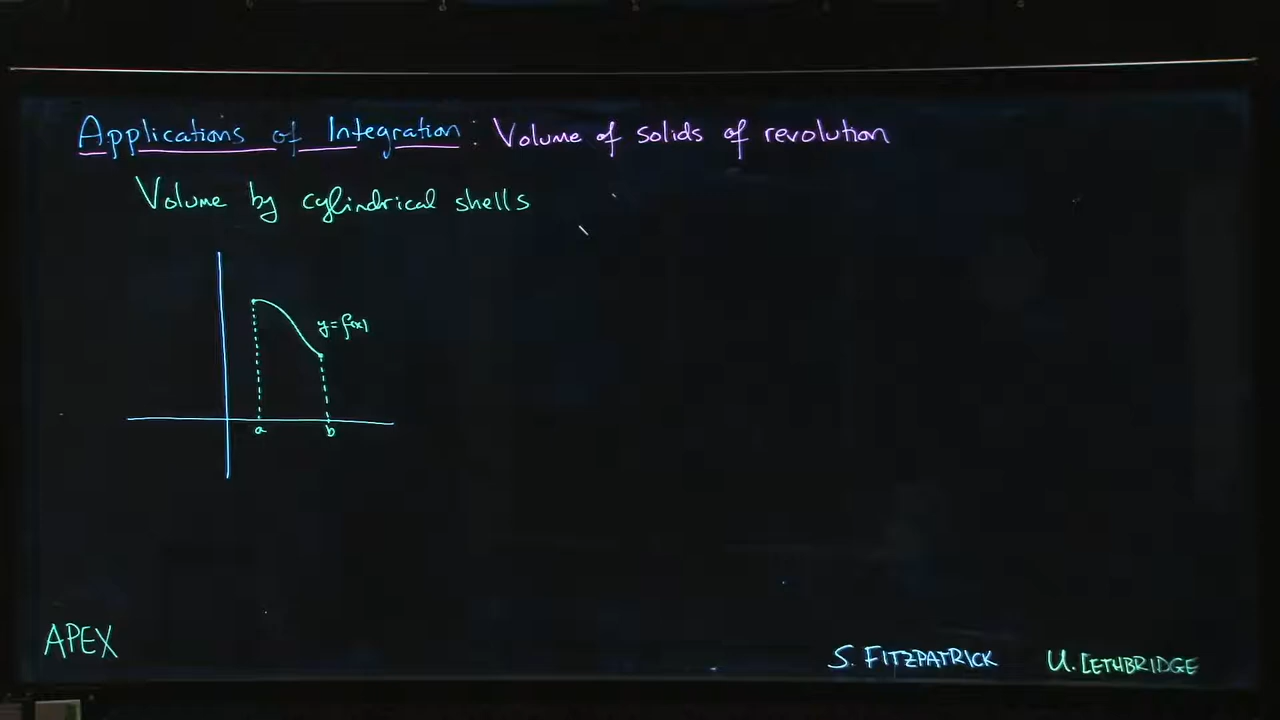 Applications of Integration: Volume of solids of revolution
Volume by cylindrical shells
y=f(x)
a
b
APEX
S. FITZPATRICK
U. LETHBRIDGE